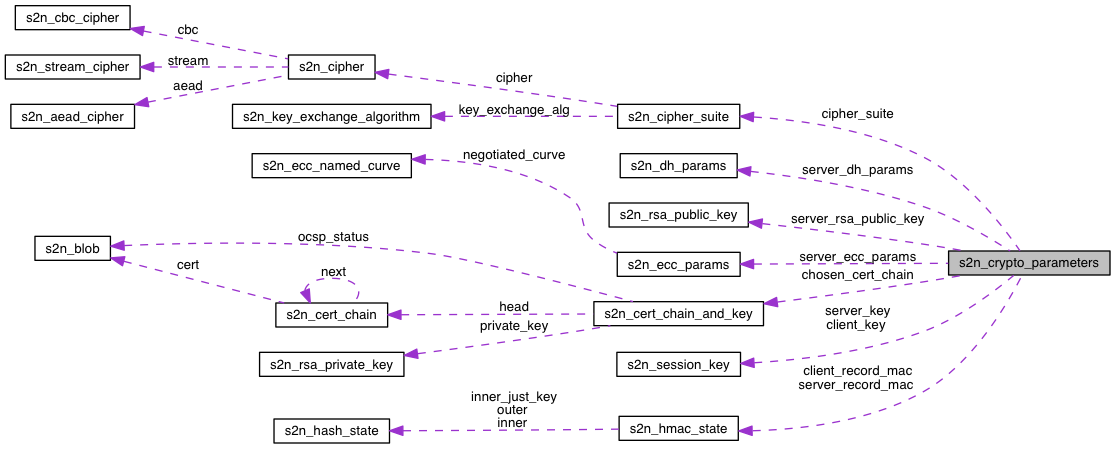 s2n_cbc_cipher
cbc
s2n_stream_cipher
stream
s2n_cipher
aead
cipher
s2n_aead_cipher
s2n_key_exchange_algorithm
key_exchange_alg
s2n_cipher_suite
cipher_suite
negotiated_curve
s2n_ecc_named_curve
s2n_dh_params
server_dh_params
s2n_rsa_public_key
server_rsa_public_key
ocsp_status
s2n_blob
cert
s2n_ecc_params
server_ecc_params
s2n_crypto_parameters
chosen_cert_chain
next
s2n_cert_chain
head
s2n_cert_chain_and_key
private_key
server_key
client_key
s2n_rsa_private_key
s2n_session_key
client_record_mac
server_record_mac
inner_just_key
outer
inner
s2n_hash_state
s2n_hmac_state